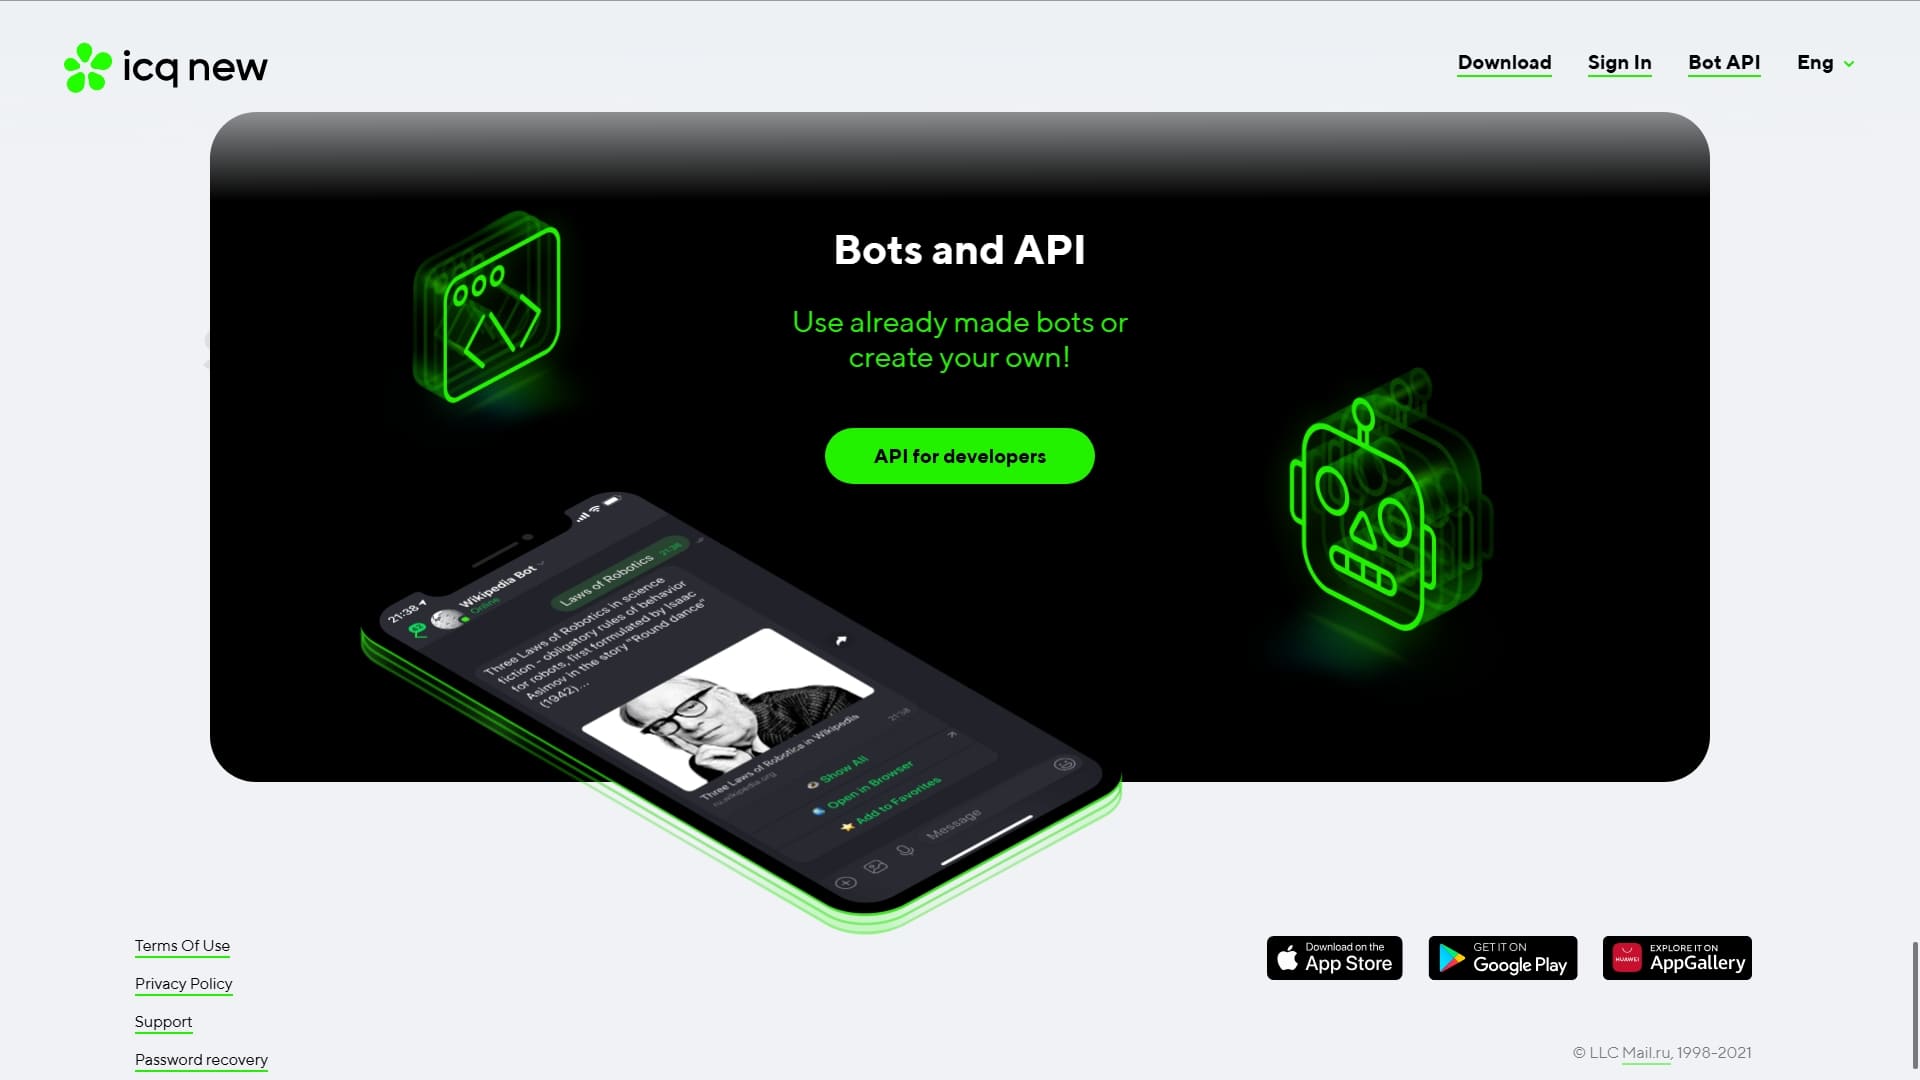 icq new
Download
Sign In
Bot API
Eng
Bots and API
Use already made bots or
create your own!
API for developers
21:38
Wikipedia Bot
Online
Laws of Robotics 21:38
Three Laws of Robotics in science
fiction - obligatory rules of behavior
for robots, first formulated by Isaac
Asimov in the story "Round dance"
(1942)...
Three Laws of Robotica in Wikipedia
ru.wikipedia.org
21:38
Show All
Open in Browser
Add to Favorites
Message
Terms Of Use
Privacy Policy
Support
Password recovery
Download on the
App Store
GET IT ON
Google Play
HUAWEI
EXPLORE IT ON
AppGallery
© LLC Mail.ru, 1998-2021